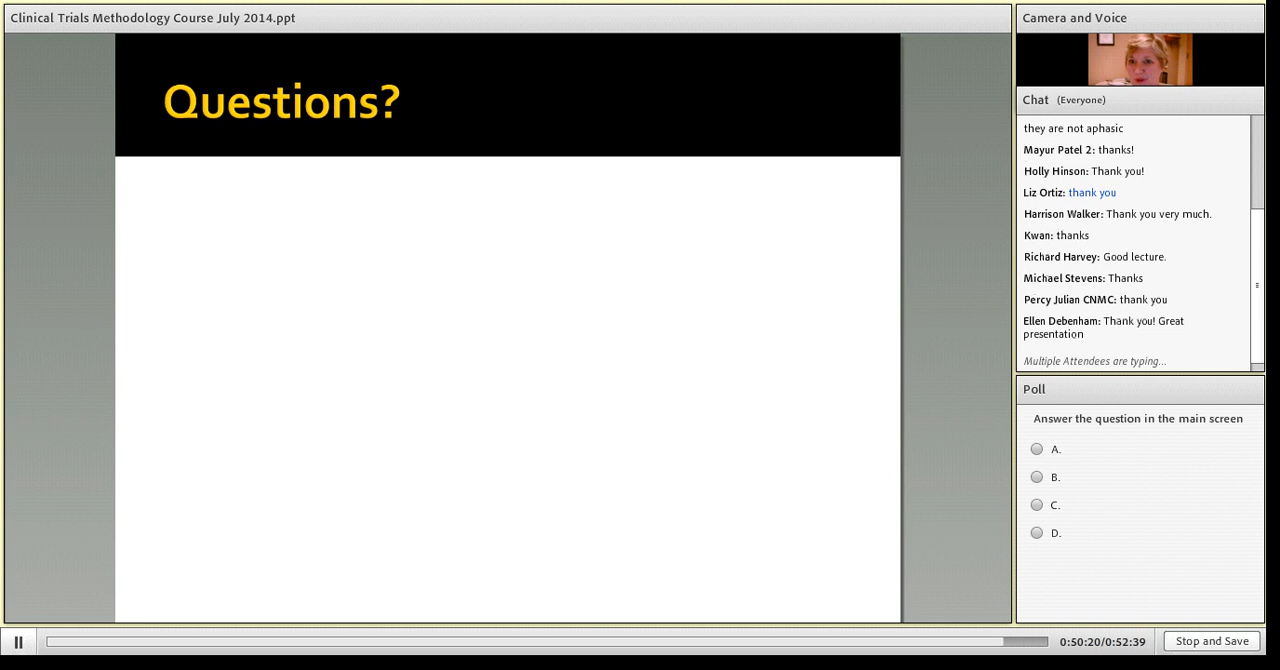 Clinical Trials Methodology Course July 2014.ppt
Questions?
Camera and Voice
Chat (Everyone)
they are not aphasic
Mayur Patel 2: thanks!
Holly Hinson: Thank you!
Liz Ortiz: thank you
Harrison Walker: Thank you very much.
Kwan: thanks
Richard Harvey: Good lecture.
Michael Stevens: Thanks
Percy Julian CNMC: thank you
Ellen Debenham: Thank you! Great
presentation
Multiple Attendees are typing...
Poll
Answer the question in the main screen
A.
B.
C.
D.
0:50:20/0:52:39
Stop and Save